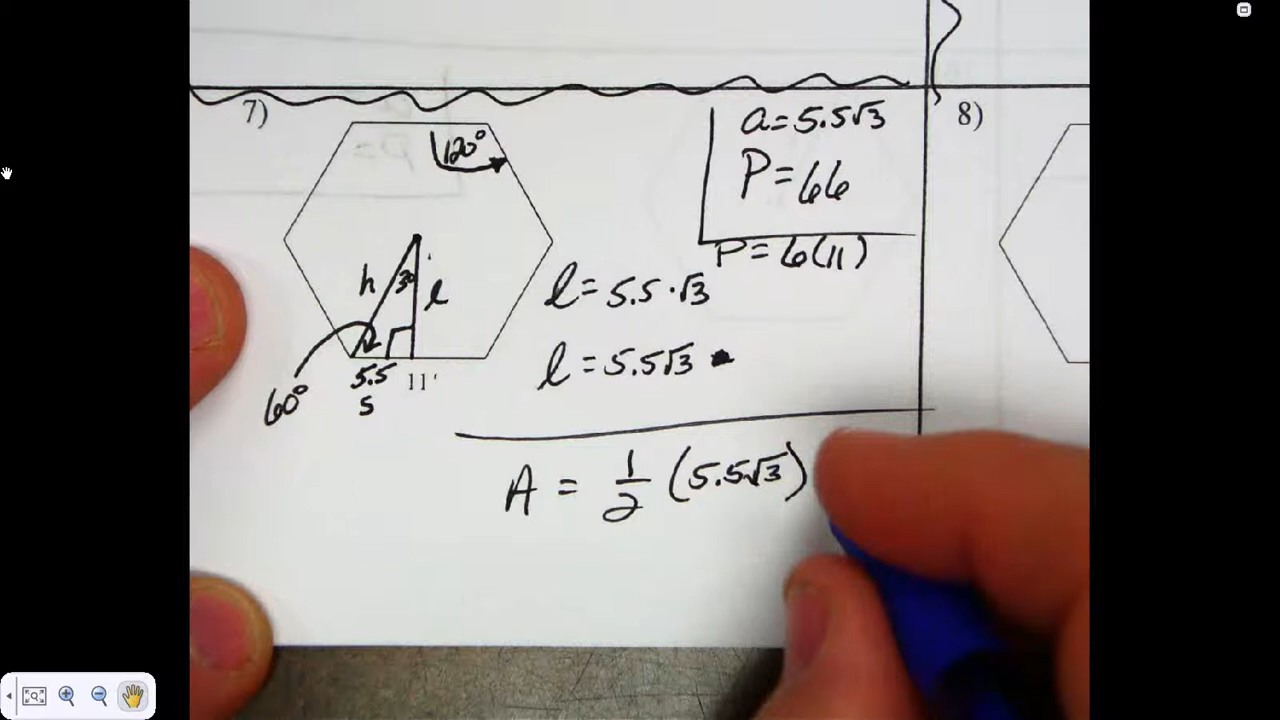 7)
120°
a=5.5√3
P=66
P=6(11)
8)
h
30
l
l=5.5·√3
60°
5.5
s
11'
l=5.5√3
A = 1/2 (5.5√3)